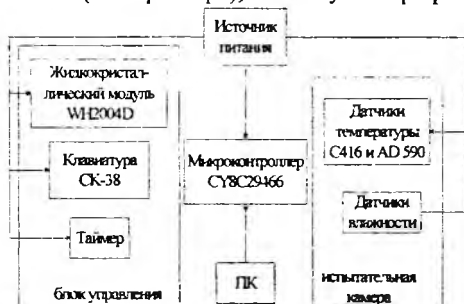 Источник
питания
Жидкокристал-
лический модуль
WH2004D
Клавиатура
СК-38
Таймер
блок управления
Микроконтроллер
CY8C29466
ПК
Датчики
температуры
С416 и AD 590
Датчики
влажности
испытательная
камера